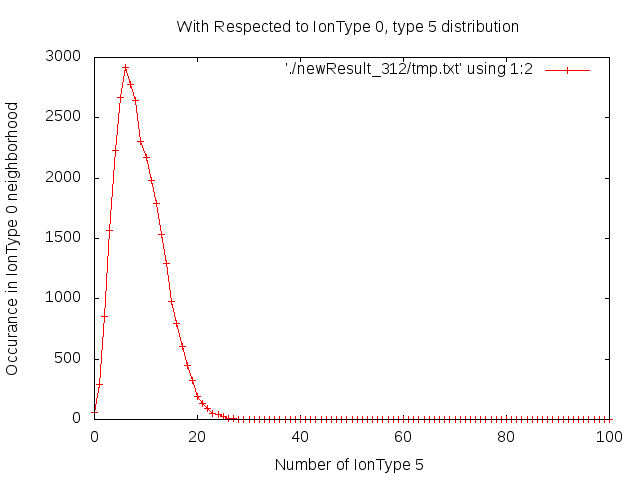 With Respected to IonType 0, type 5 distribution
'./newResult_312/tmp.txt' using 1:2
3000
2500
2000
1500
1000
500
0
Occurance in IonType 0 neighborhood
0 20 40 60 80 100
Number of IonType 5